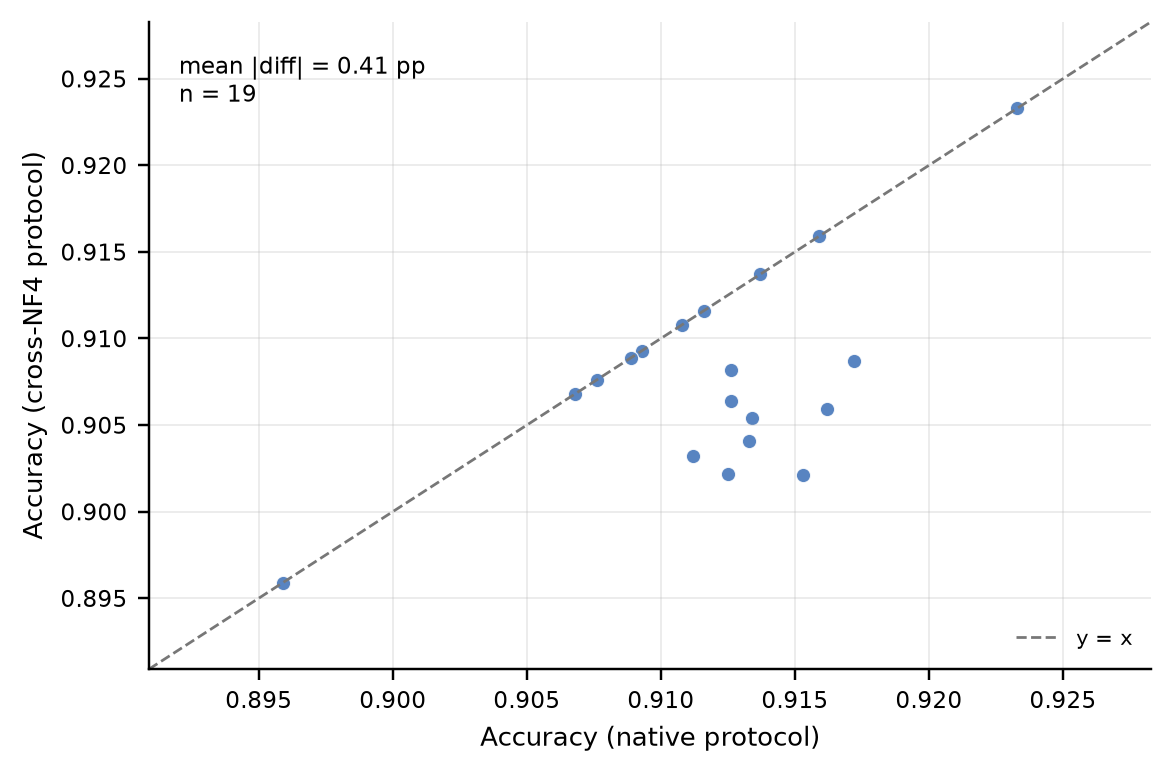 mean |diff| = 0.41 pp
n = 19
Accuracy (cross-NF4 protocol)
0.925
0.920
0.915
0.910
0.905
0.900
0.895
y = x
0.895 0.900 0.905 0.910 0.915 0.920 0.925
Accuracy (native protocol)